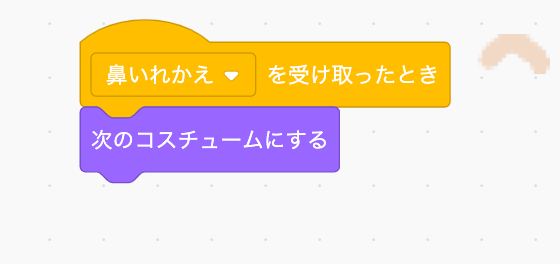 鼻いれかえ を受け取ったとき
次のコスチュームにする